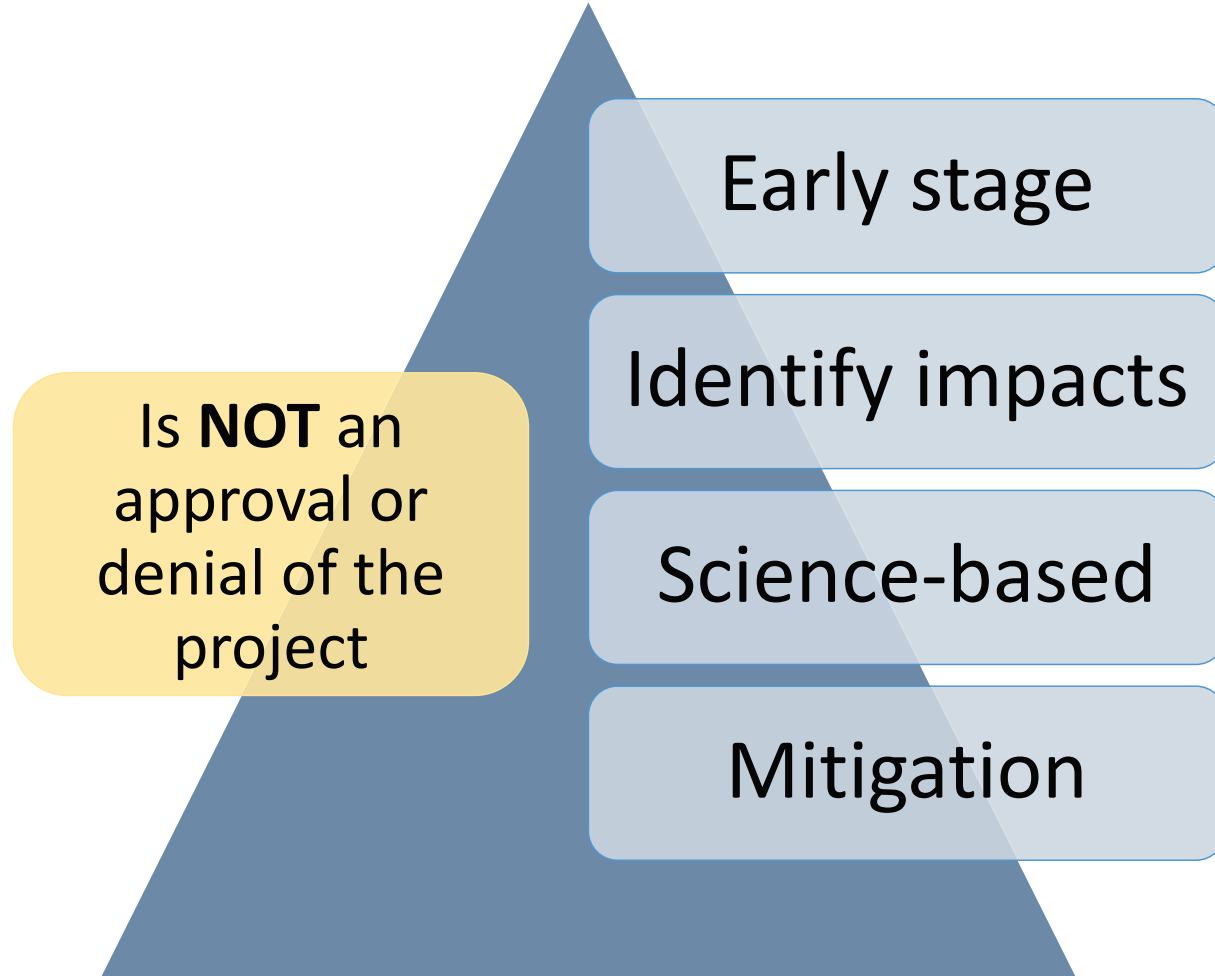 Early stage
Identify impacts
Is NOT an
approval or
denial of the
project
Science-based
Mitigation